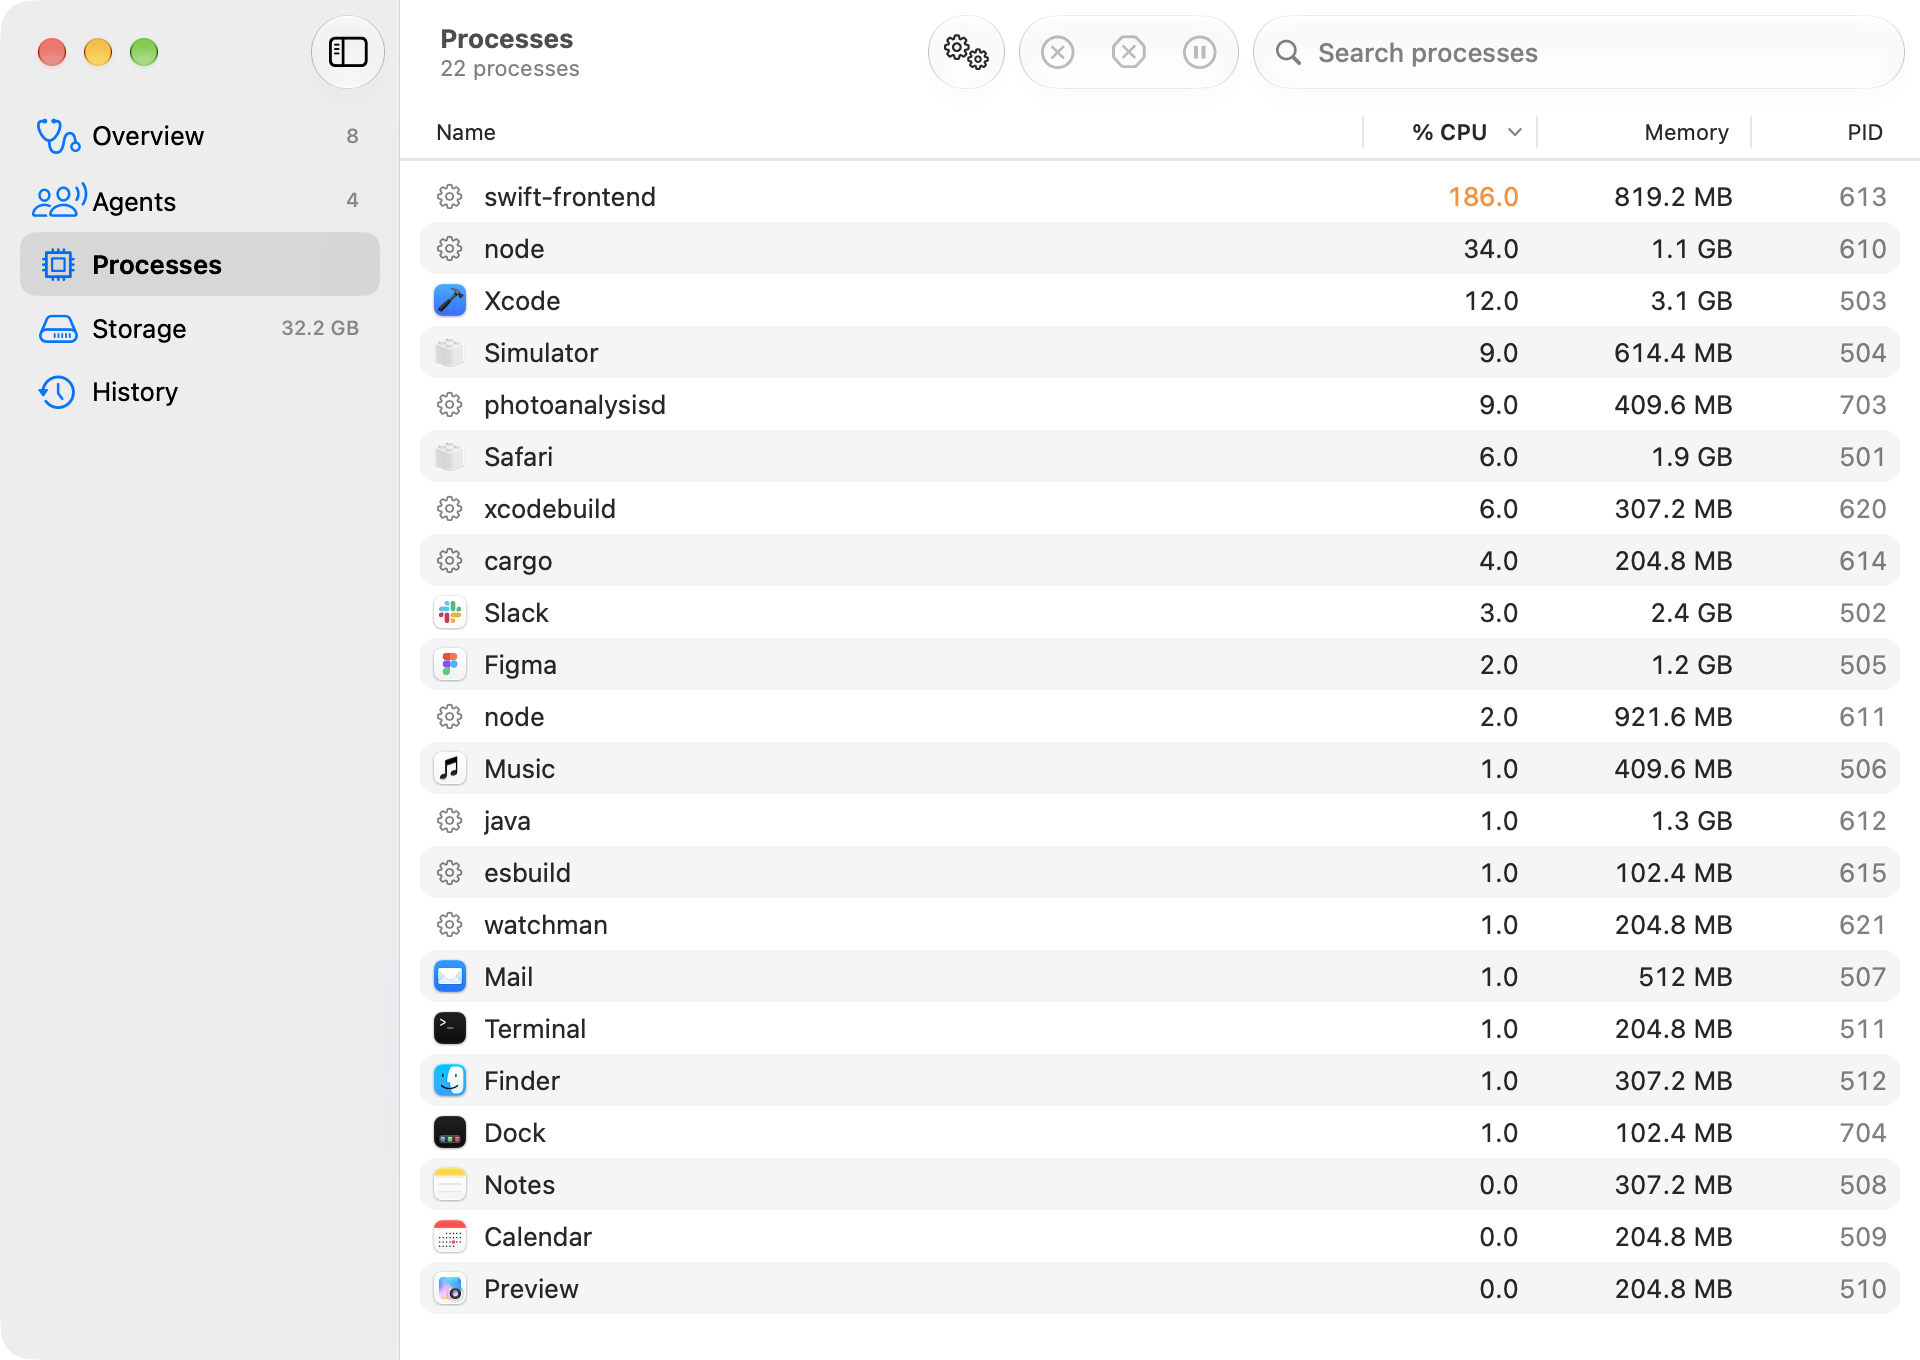 Processes
22 processes
Search processes
Overview 8
Agents 4
Processes
Storage 32.2 GB
History
Name % CPU Memory PID
swift-frontend 186.0 819.2 MB 613
node 34.0 1.1 GB 610
Xcode 12.0 3.1 GB 503
Simulator 9.0 614.4 MB 504
photoanalysisd 9.0 409.6 MB 703
Safari 6.0 1.9 GB 501
xcodebuild 6.0 307.2 MB 620
cargo 4.0 204.8 MB 614
Slack 3.0 2.4 GB 502
Figma 2.0 1.2 GB 505
node 2.0 921.6 MB 611
Music 1.0 409.6 MB 506
java 1.0 1.3 GB 612
esbuild 1.0 102.4 MB 615
watchman 1.0 204.8 MB 621
Mail 1.0 512 MB 507
Terminal 1.0 204.8 MB 511
Finder 1.0 307.2 MB 512
Dock 1.0 102.4 MB 704
Notes 0.0 307.2 MB 508
Calendar 0.0 204.8 MB 509
Preview 0.0 204.8 MB 510